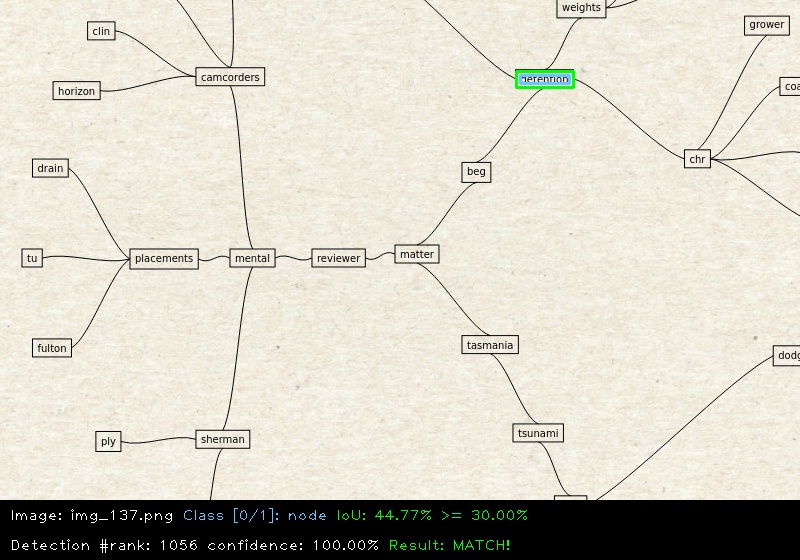 weights
grower
clin
camcorders
detention
horizon
coa
chr
drain
beg
tu
placements
mental
reviewer
matter
fulton
tasmania
dodg
ply
sherman
tsunami
Image: img_137.png Class [0/1]: node IoU: 44.77% >= 30.00%
Detection #rank: 1056 confidence: 100.00% Result: MATCH!